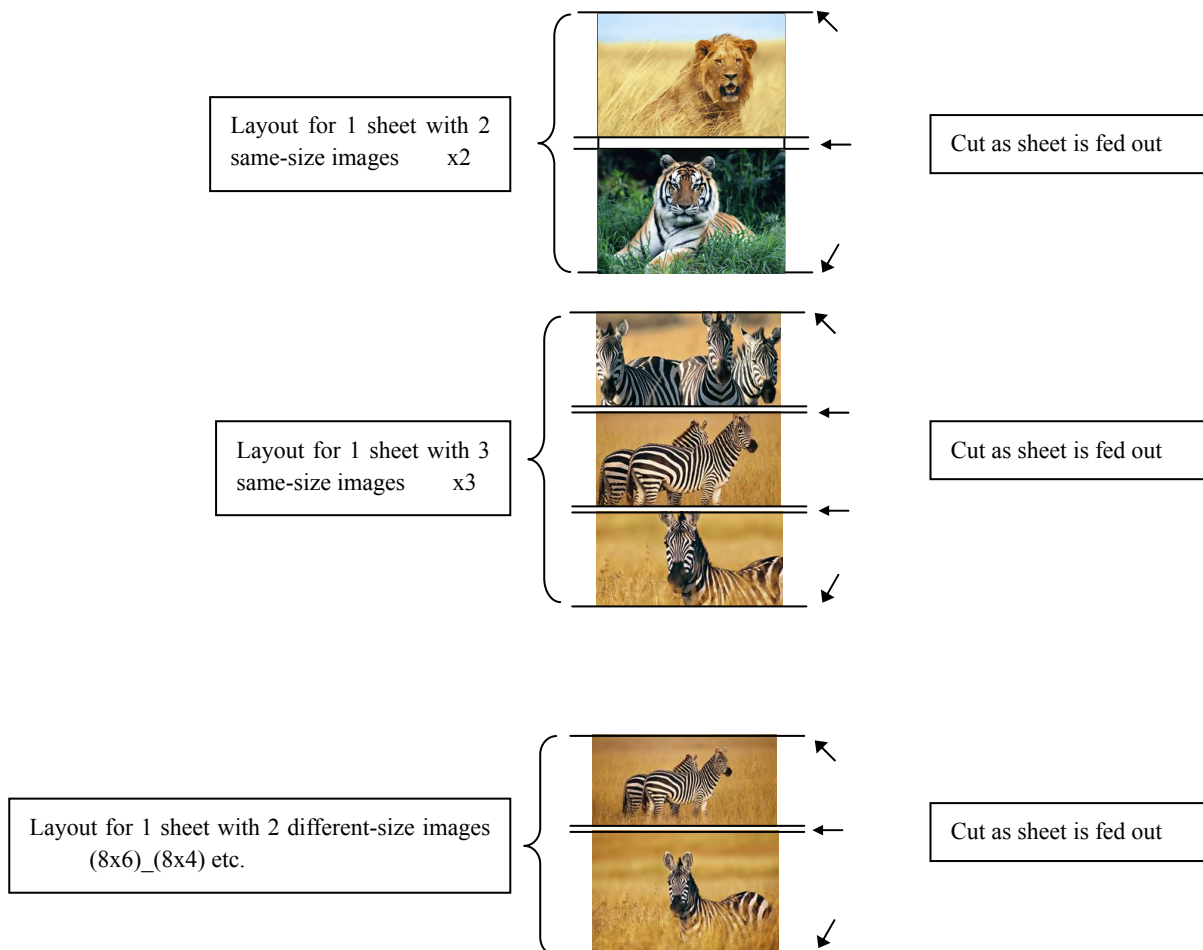 Layout for 1 sheet with 2
same-size images x2
Cut as sheet is fed out
Layout for 1 sheet with 3
same-size images x3
Cut as sheet is fed out
Layout for 1 sheet with 2 different-size images
(8x6)_(8x4) etc.
Cut as sheet is fed out